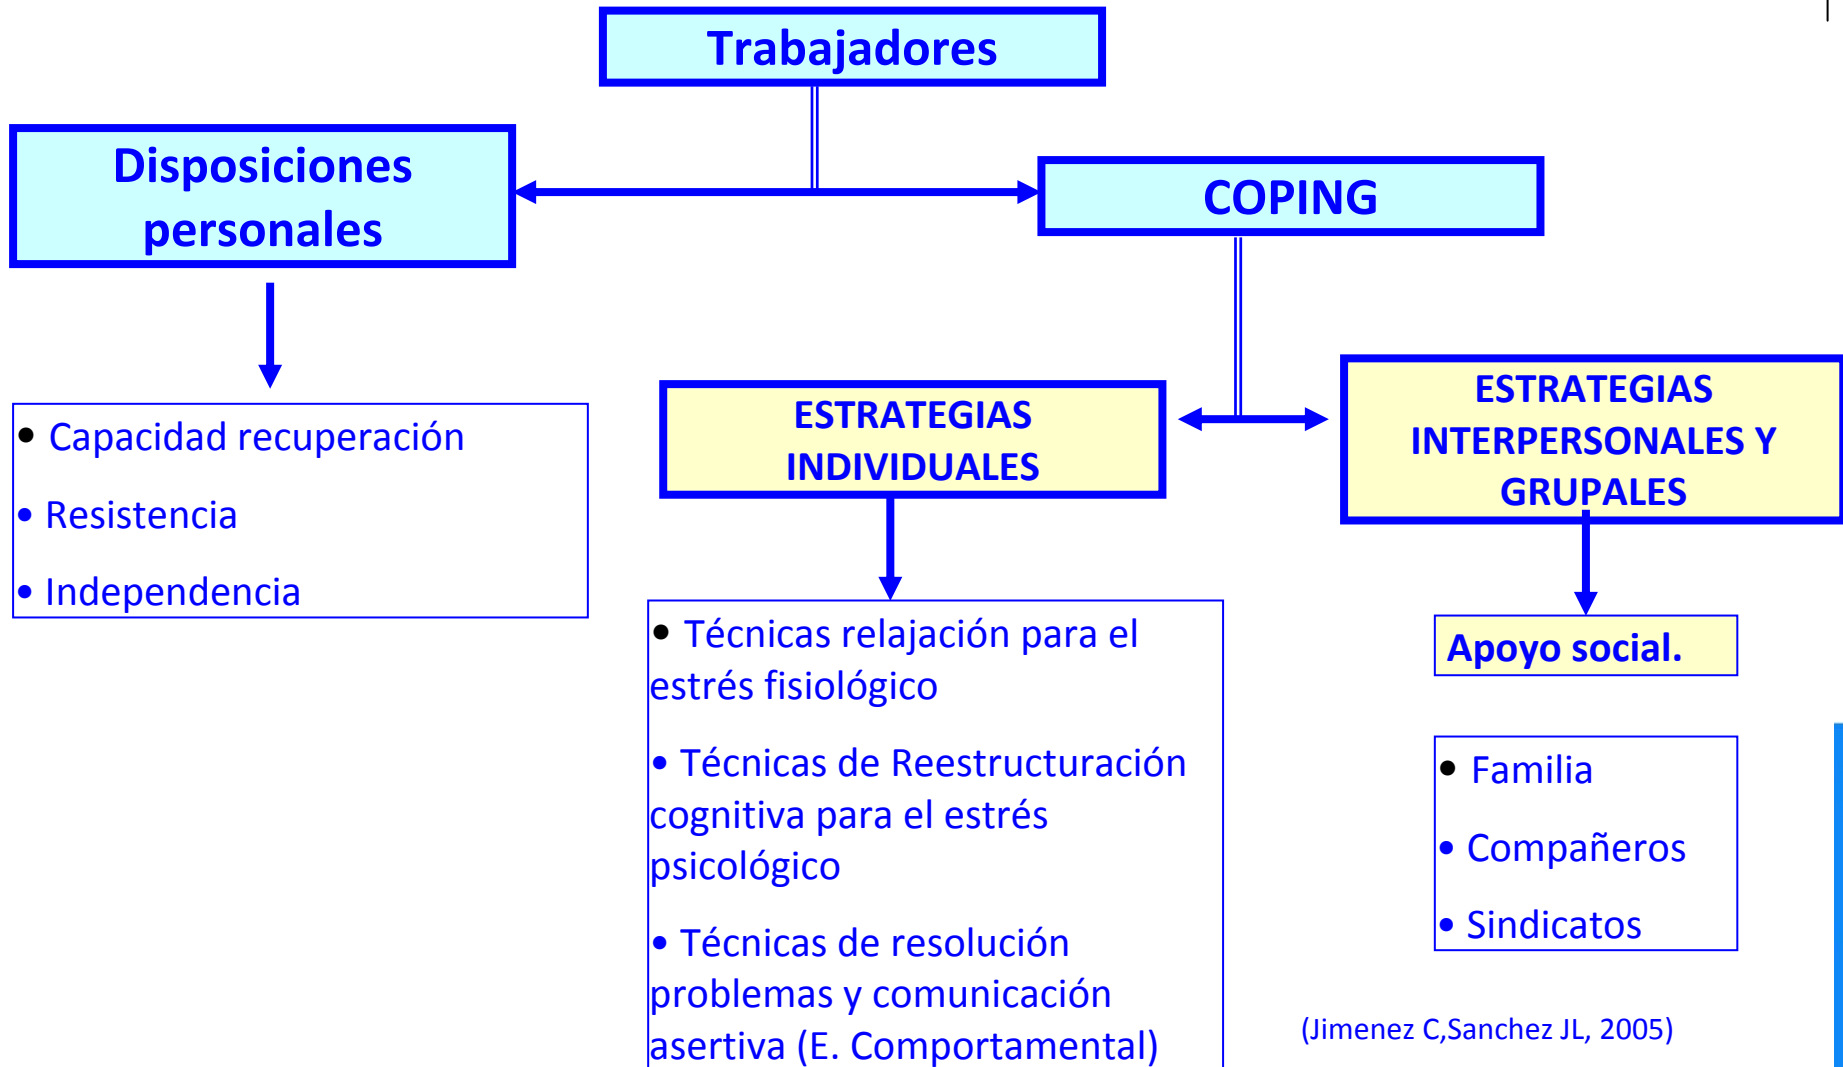 Trabajadores
Disposiciones
personales
COPING
• Capacidad recuperación
• Resistencia
• Independencia
ESTRATEGIAS
INDIVIDUALES
ESTRATEGIAS
INTERPERSONALES Y
GRUPALES
• Técnicas relajación para el
estrés fisiológico
• Técnicas de Reestructuración
cognitiva para el estrés
psicológico
• Técnicas de resolución
problemas y comunicación
asertiva (E. Comportamental)
Apoyo social.
• Familia
• Compañeros
• Sindicatos
(Jimenez C,Sanchez JL, 2005)